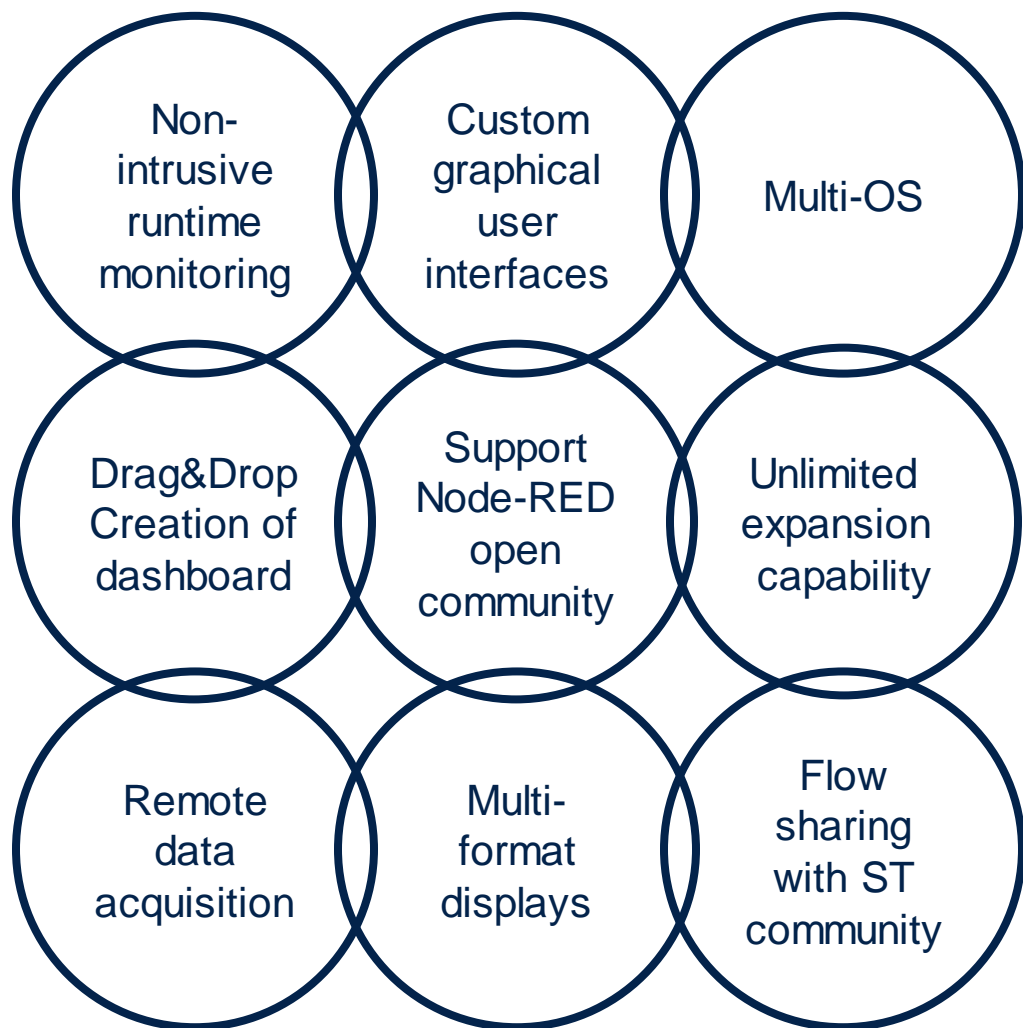 Non-
intrusive
runtime
monitoring
Custom
graphical
user
interfaces
Multi-OS
Drag&Drop
Creation of
dashboard
Support
Node-RED
open
community
Unlimited
expansion
capability
Remote
data
acquisition
Multi-
format
displays
Flow
sharing
with ST
community